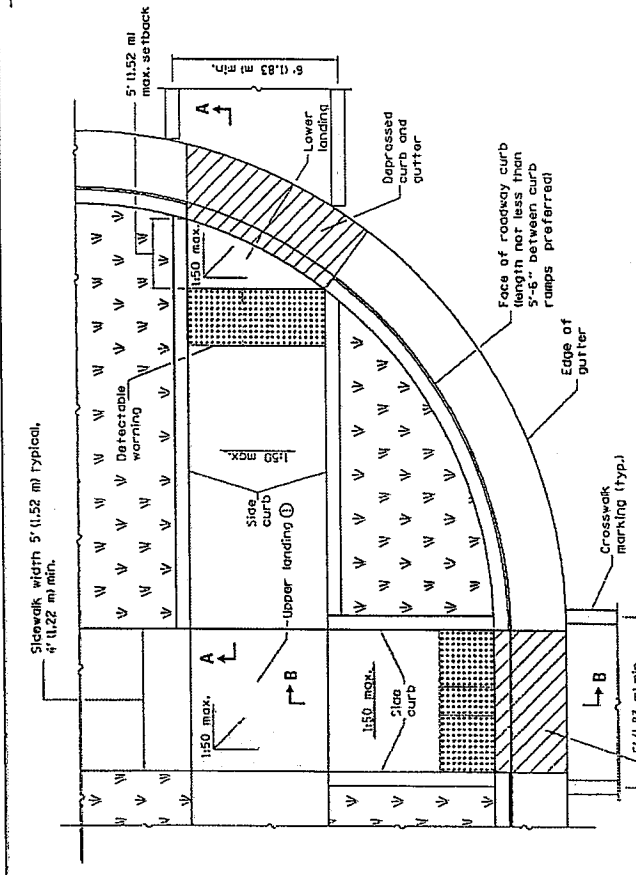 Sidewalk width 5' (1.52 m) typical,
4' (1.22 m) min.
5' (1.52 m)
max. setback
6' (1.83 m) min.
A
Lower
landing
1:50 max.
Depressed
curb and
gutter
Detectable
warning
1:50 max.
Side
curb
Face of roadway curb
(length not less than
5'-6" between curb
ramps preferred)
Upper landing ①
Edge of
gutter
A
B
1:50 max.
1:50 max.
Side
curb
Crosswalk
marking (typ.)
B